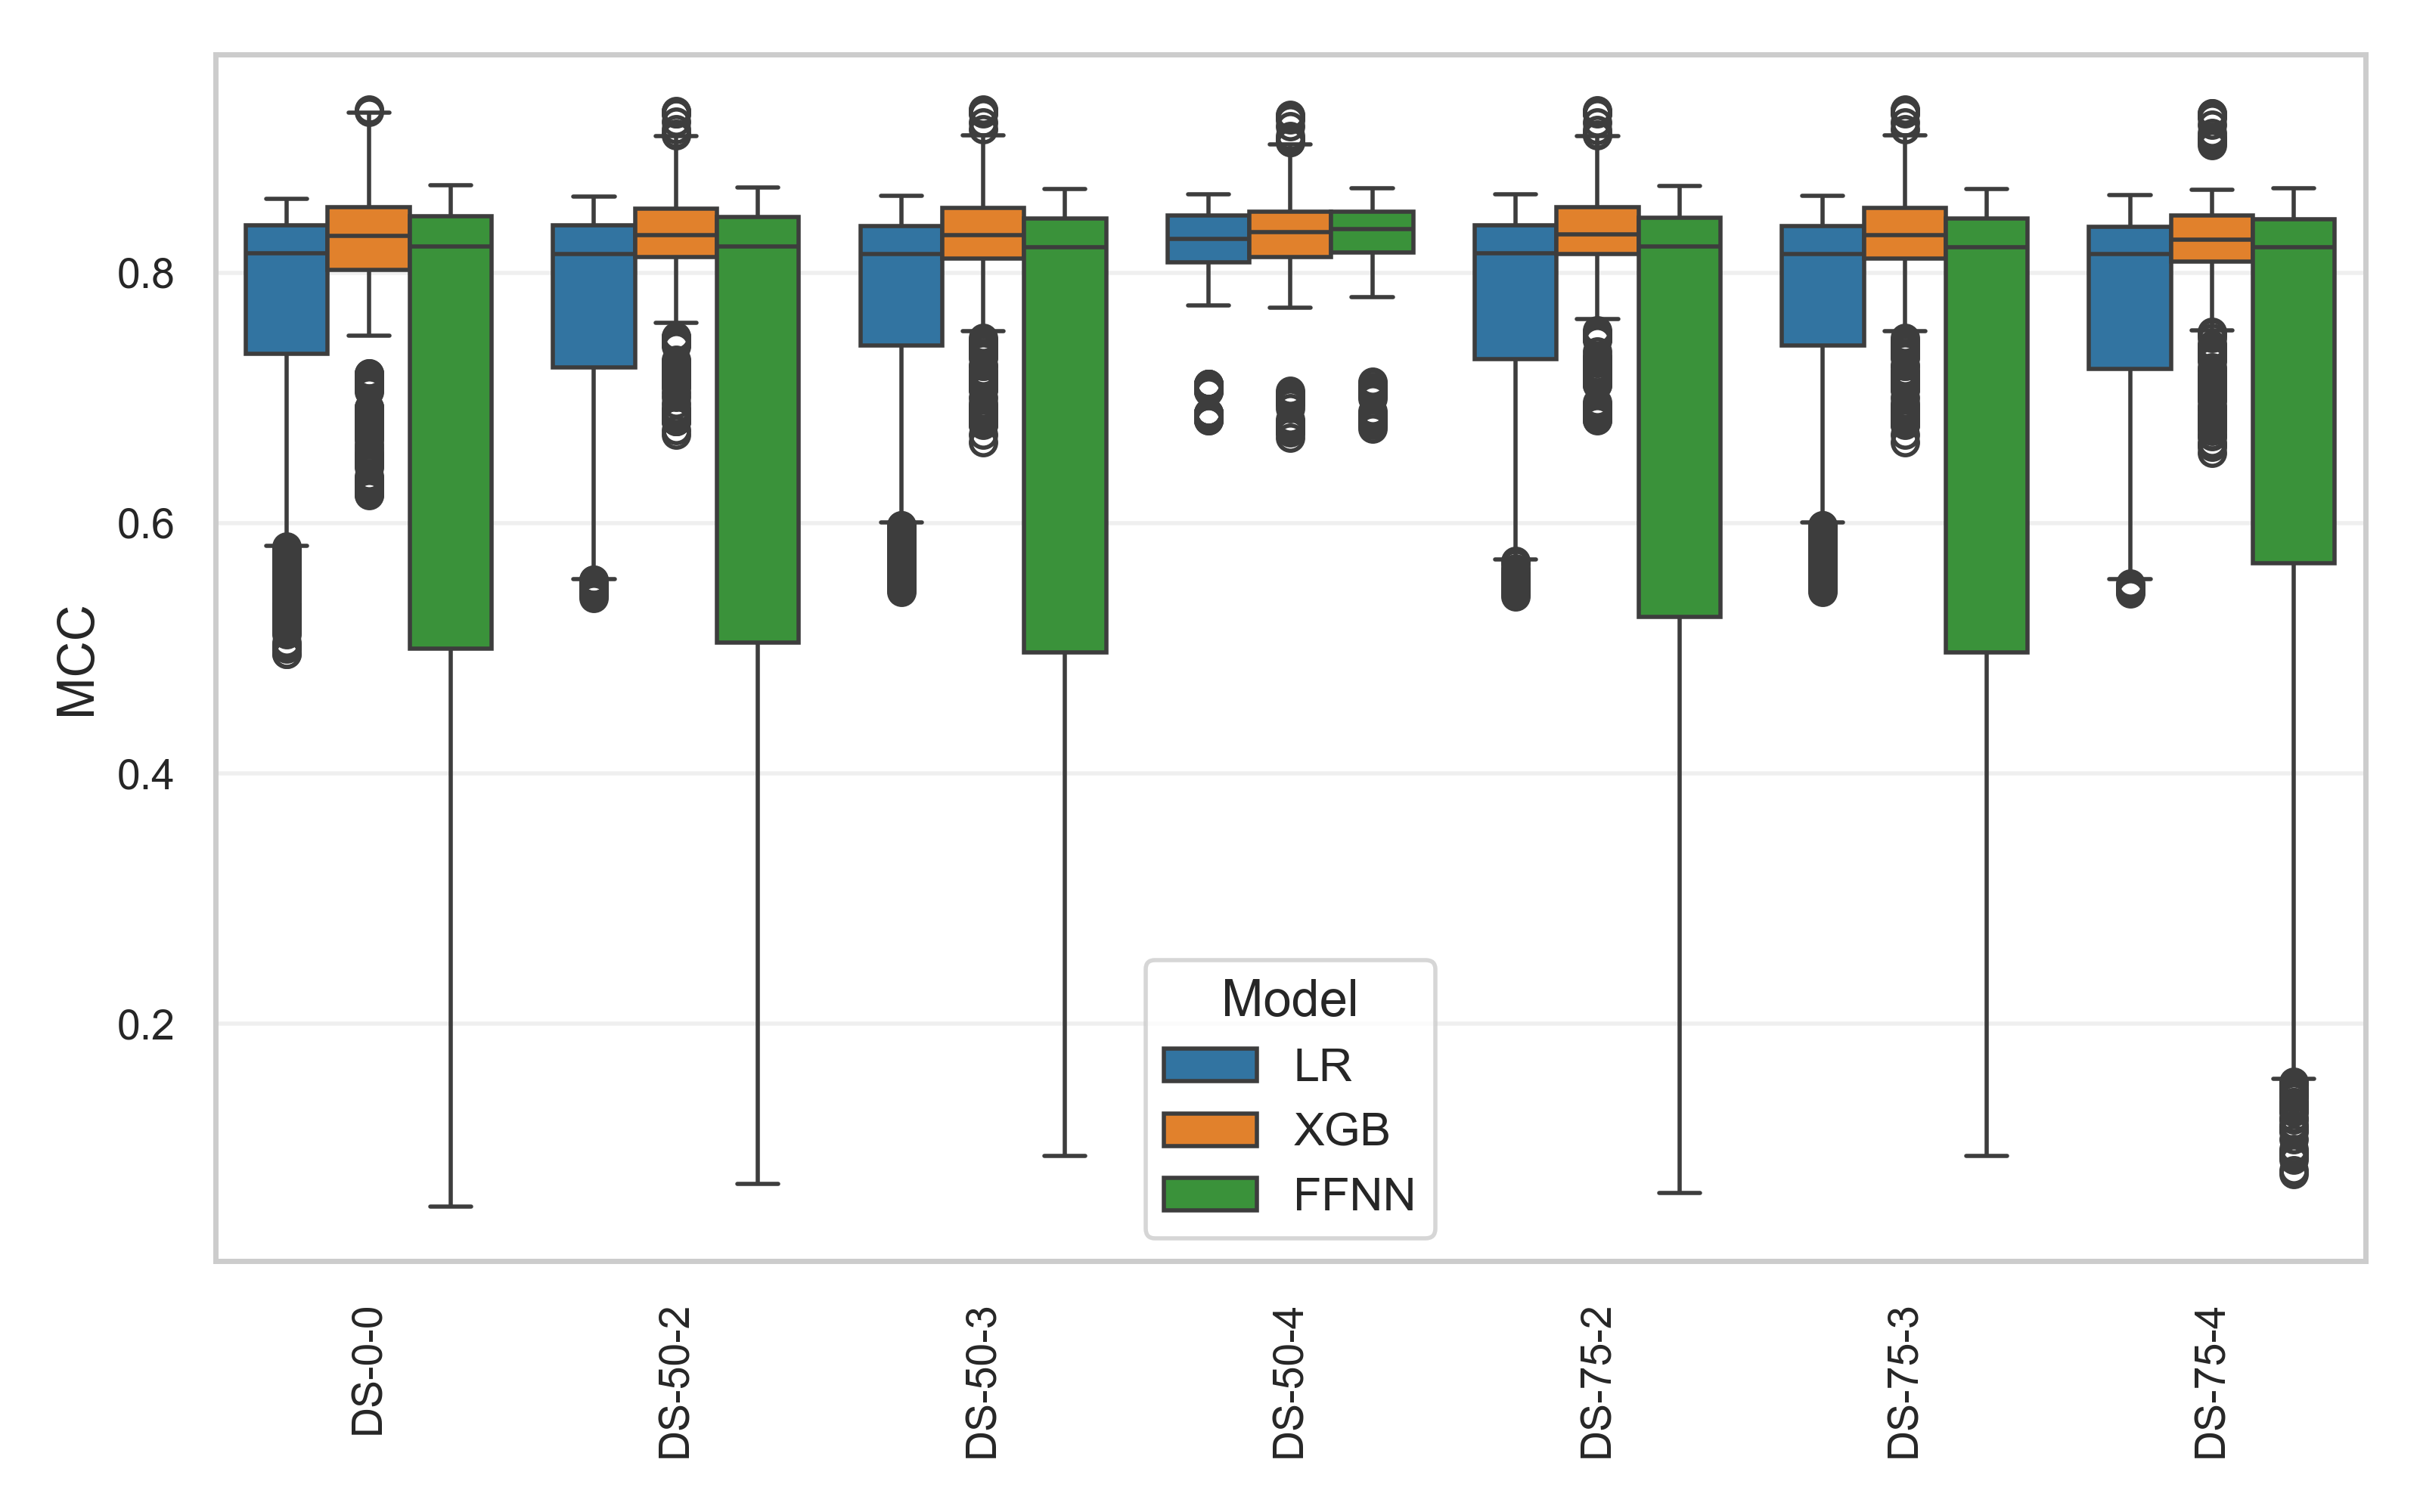 MCC
0.8
0.6
0.4
0.2
Model
LR
XGB
FFNN
DS-0-0
DS-50-2
DS-50-3
DS-50-4
DS-75-2
DS-75-3
DS-75-4